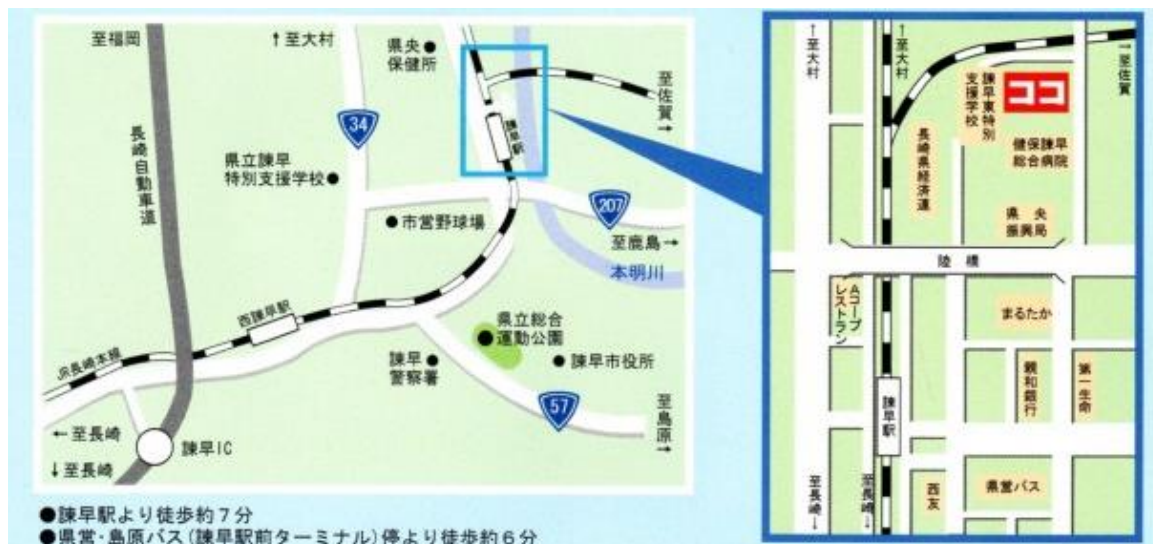 至福岡
↑至大村
県央●
保健所
至佐賀→
34
諫早駅
長崎自動車道
県立諫早
特別支援学校●
207
●市営野球場
至鹿島→
本明川
西諫早駅
県立総合
運動公園
JR長崎本線
諫早●
警察署
●諫早市役所
57
至島原→
←至長崎
↓至長崎
諫早IC
●諫早駅より徒歩約7分
●県営・島原バス(諫早駅前ターミナル)停より徒歩約6分
←至大村
←至大村
→至佐賀
諫早東特別
支援学校
ココ
健保諫早
総合病院
長崎県経済連
県央
振興局
陸橋
Aコープ
レストラン
まるたか
親和銀行
第一生命
諫早駅
至長崎→
至長崎→
西友
県営バス